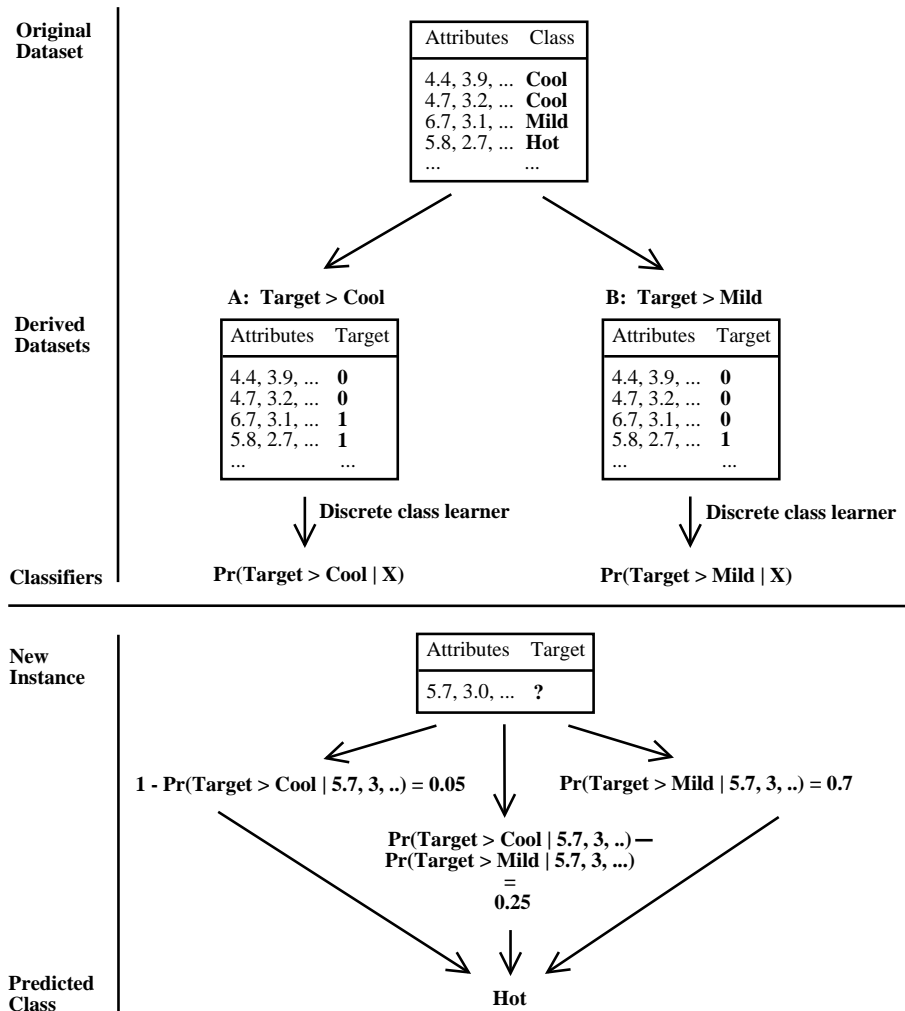 Original
Dataset
Attributes Class
4.4, 3.9, ... Cool
4.7, 3.2, ... Cool
6.7, 3.1, ... Mild
5.8, 2.7, ... Hot
... ...
A: Target > Cool
B: Target > Mild
Derived
Datasets
Attributes Target
4.4, 3.9, ... 0
4.7, 3.2, ... 0
6.7, 3.1, ... 1
5.8, 2.7, ... 1
... ...
Attributes Target
4.4, 3.9, ... 0
4.7, 3.2, ... 0
6.7, 3.1, ... 0
5.8, 2.7, ... 1
... ...
Discrete class learner
Discrete class learner
Classifiers
Pr(Target > Cool | X)
Pr(Target > Mild | X)
New
Instance
Attributes Target
5.7, 3.0, ... ?
1 - Pr(Target > Cool | 5.7, 3, ..) = 0.05
Pr(Target > Mild | 5.7, 3, ..) = 0.7
Pr(Target > Cool | 5.7, 3, ..) —
Pr(Target > Mild | 5.7, 3, ...)
=
0.25
Predicted
Class
Hot